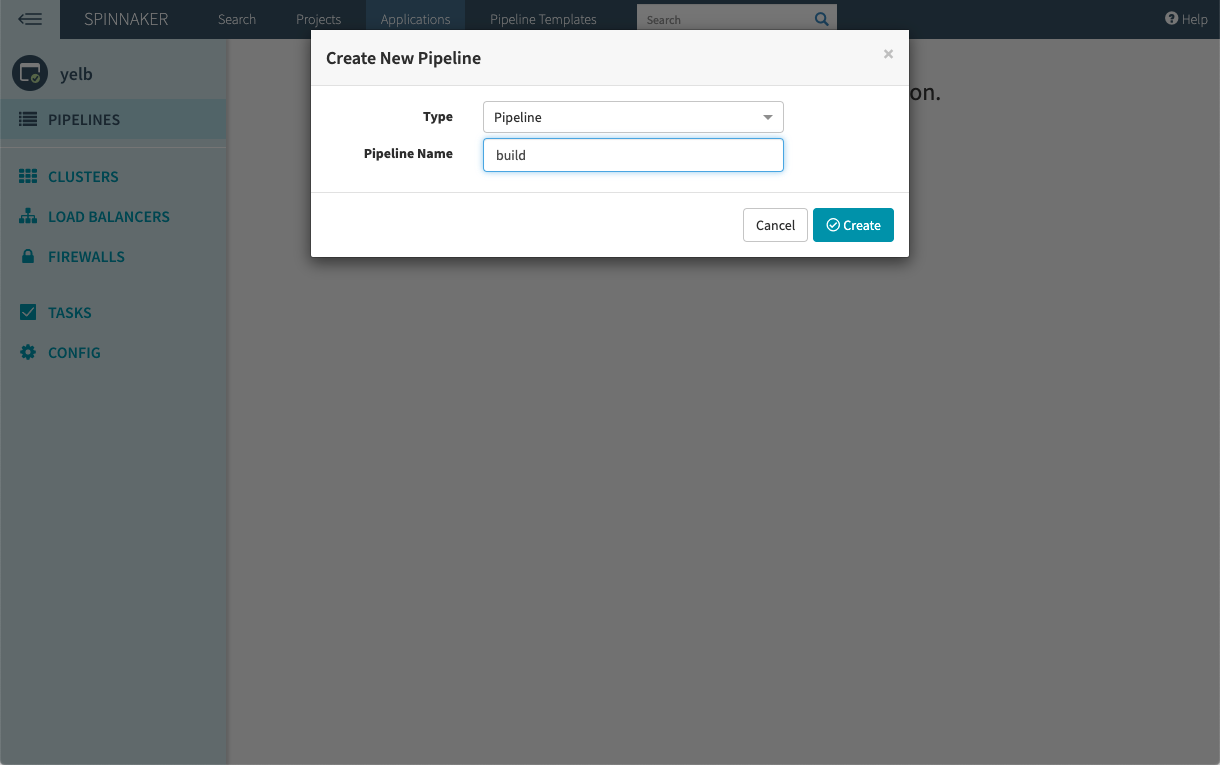 SPINNAKER Search Projects Applications Pipeline Templates Search Help
yelb
PIPELINES
CLUSTERS
LOAD BALANCERS
FIREWALLS
TASKS
CONFIG
Create New Pipeline ×
Type Pipeline
Pipeline Name build
Cancel Create
on.